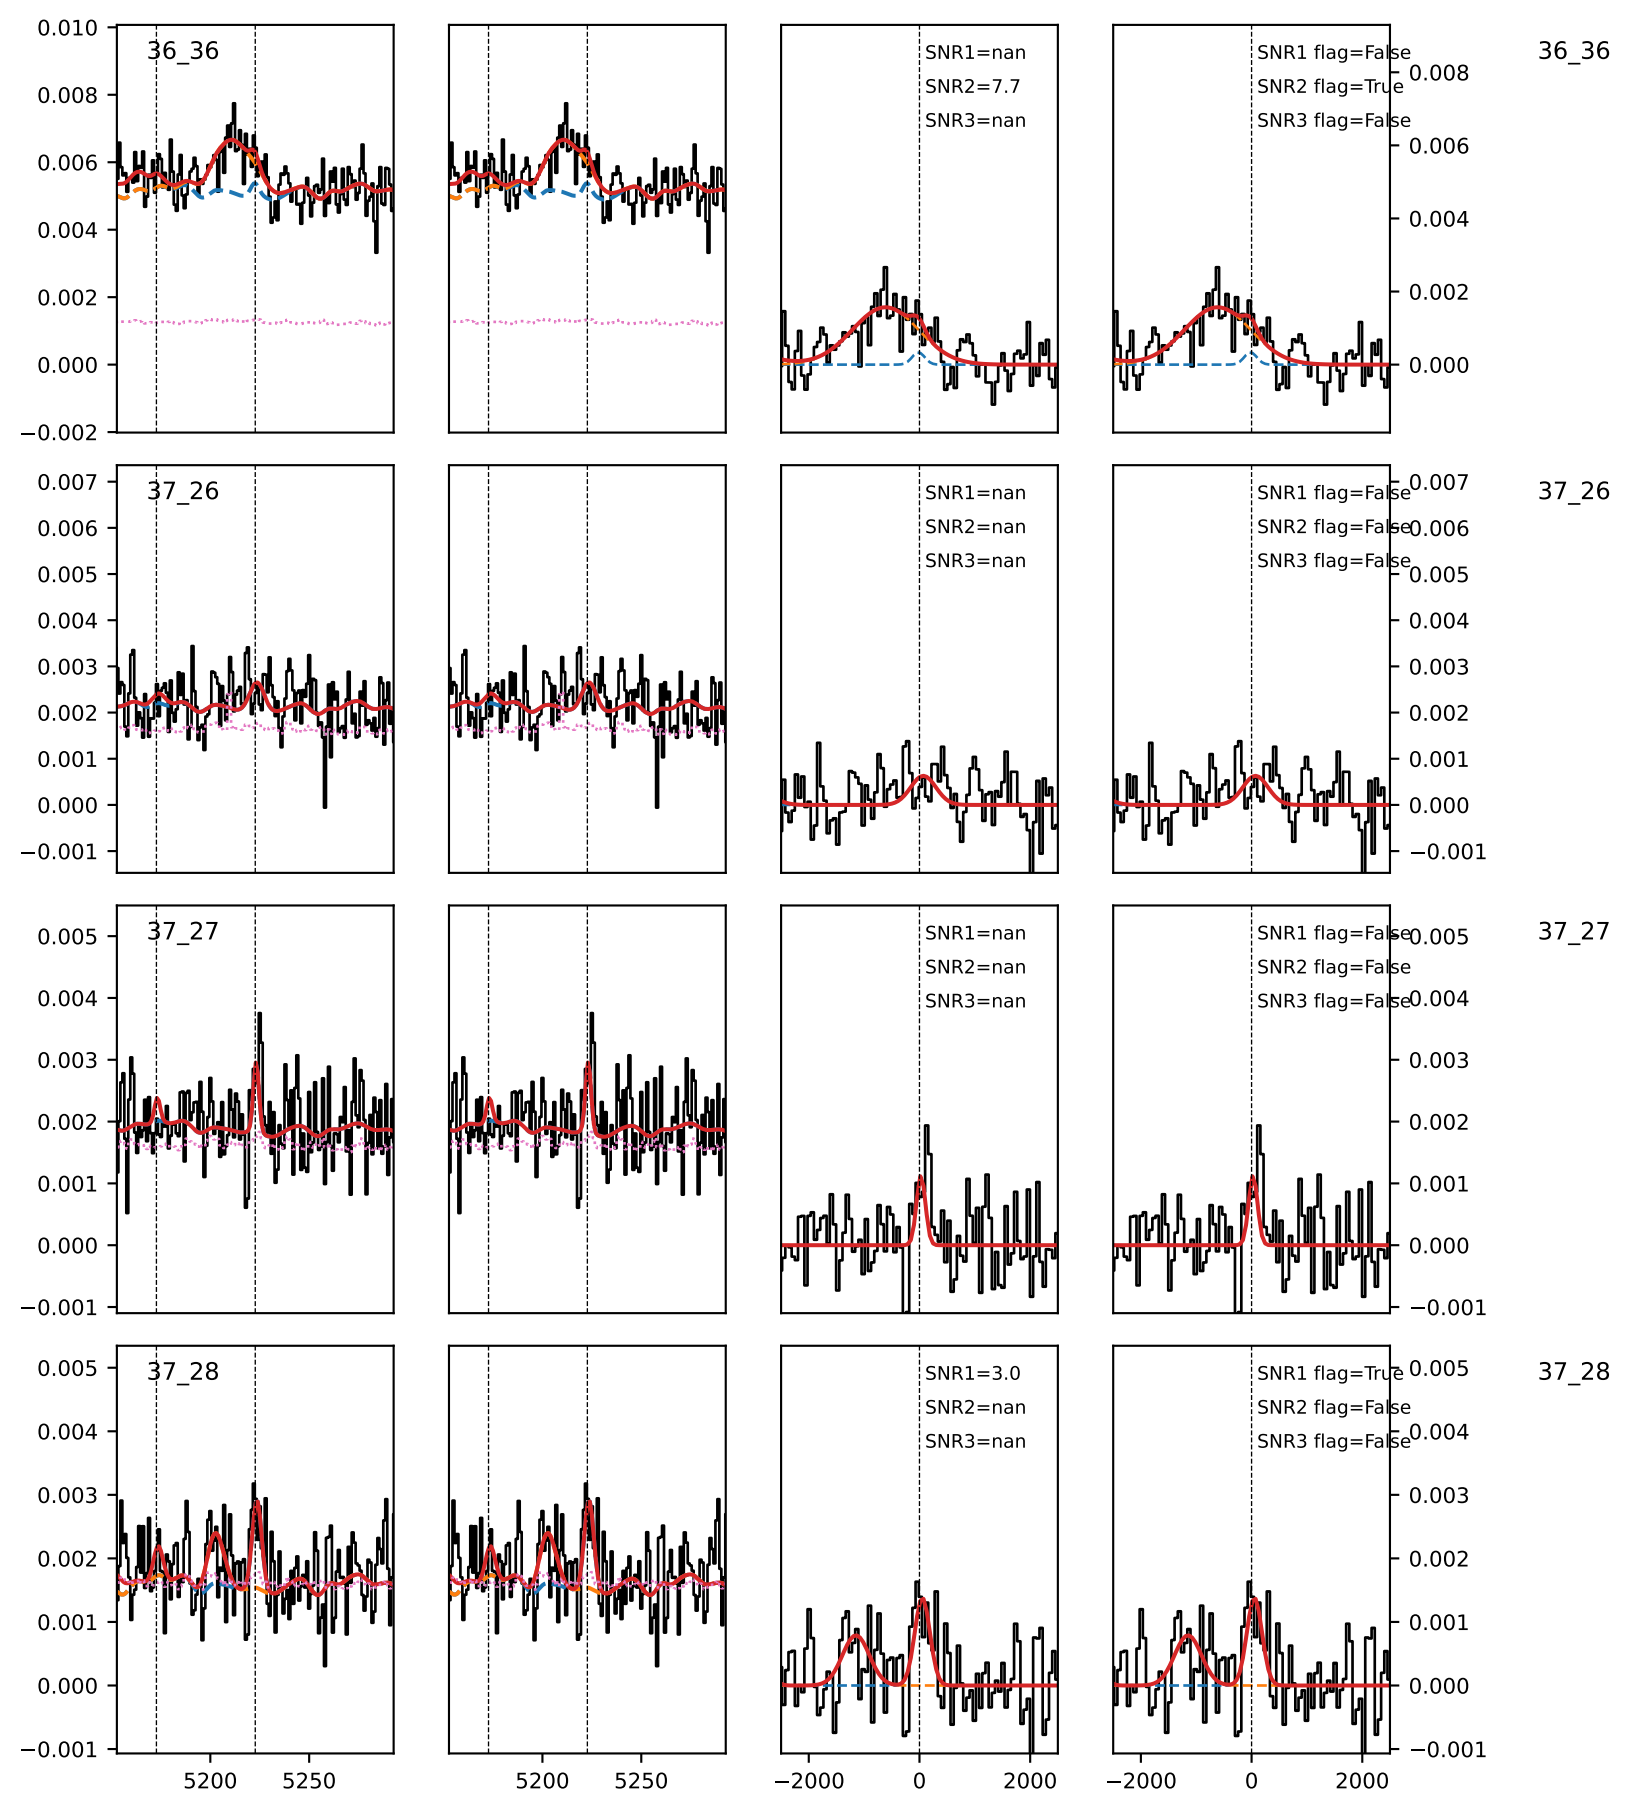 0.010
0.008
0.006
0.004
0.002
0.000
−0.002
36_36
SNR1=nan
SNR2=7.7
SNR3=nan
SNR1 flag=False
SNR2 flag=True
SNR3 flag=False
0.008
0.006
0.004
0.002
0.000
36_36
0.007
0.006
0.005
0.004
0.003
0.002
0.001
0.000
−0.001
37_26
SNR1=nan
SNR2=nan
SNR3=nan
SNR1 flag=False
SNR2 flag=False
SNR3 flag=False
0.007
0.006
0.005
0.004
0.003
0.002
0.001
0.000
−0.001
37_26
0.005
0.004
0.003
0.002
0.001
0.000
−0.001
37_27
SNR1=nan
SNR2=nan
SNR3=nan
SNR1 flag=False
SNR2 flag=False
SNR3 flag=False
0.005
0.004
0.003
0.002
0.001
0.000
−0.001
37_27
0.005
0.004
0.003
0.002
0.001
0.000
−0.001
37_28
SNR1=3.0
SNR2=nan
SNR3=nan
SNR1 flag=True
SNR2 flag=False
SNR3 flag=False
0.005
0.004
0.003
0.002
0.001
0.000
−0.001
37_28
5200 5250
5200 5250
−2000 0 2000
−2000 0 2000